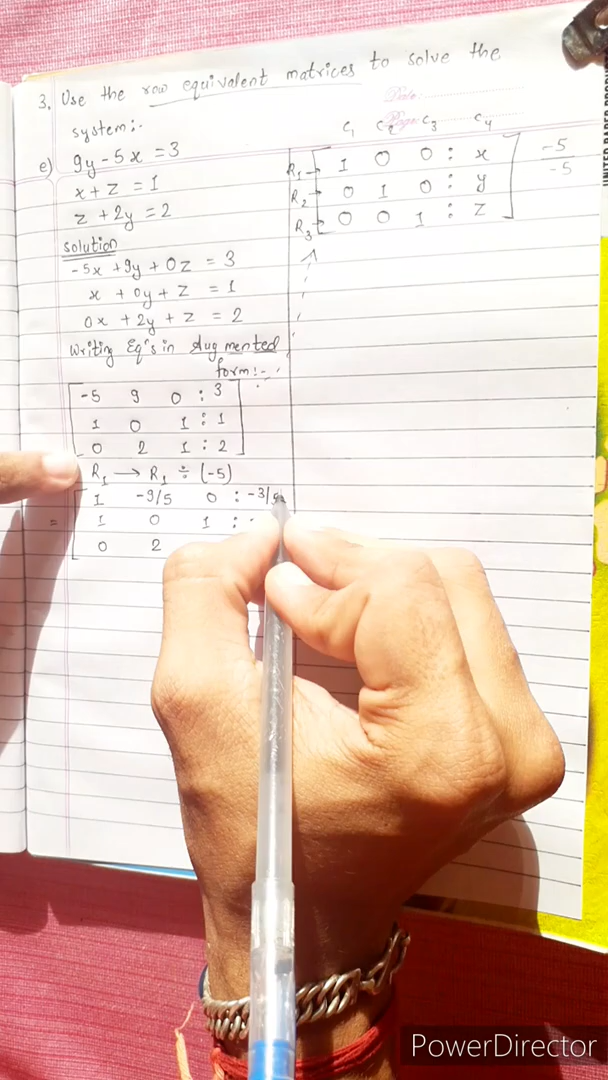 3. Use the row equivalent matrices to solve the
system:-
e) 9y - 5x = 3
x + z = 1
z + 2y = 2
solution
-5x + 9y + 0z = 3
x + 0y + z = 1
0x + 2y + z = 2
Writing Eqⁿs in Augmented
form:-
-5 9 0 : 3
1 0 1 : 1
0 2 1 : 2
R₁ → R₁ ÷ (-5)
1 -9/5 0 : -3/5
= 1 0 1 :
0 2
Date:
Page:
C₁ C₂ C₃ C₄
R₁→ 1 0 0 : x
R₂→ 0 1 0 : y
R₃→ 0 0 1 : z
-5
-5
PowerDirector